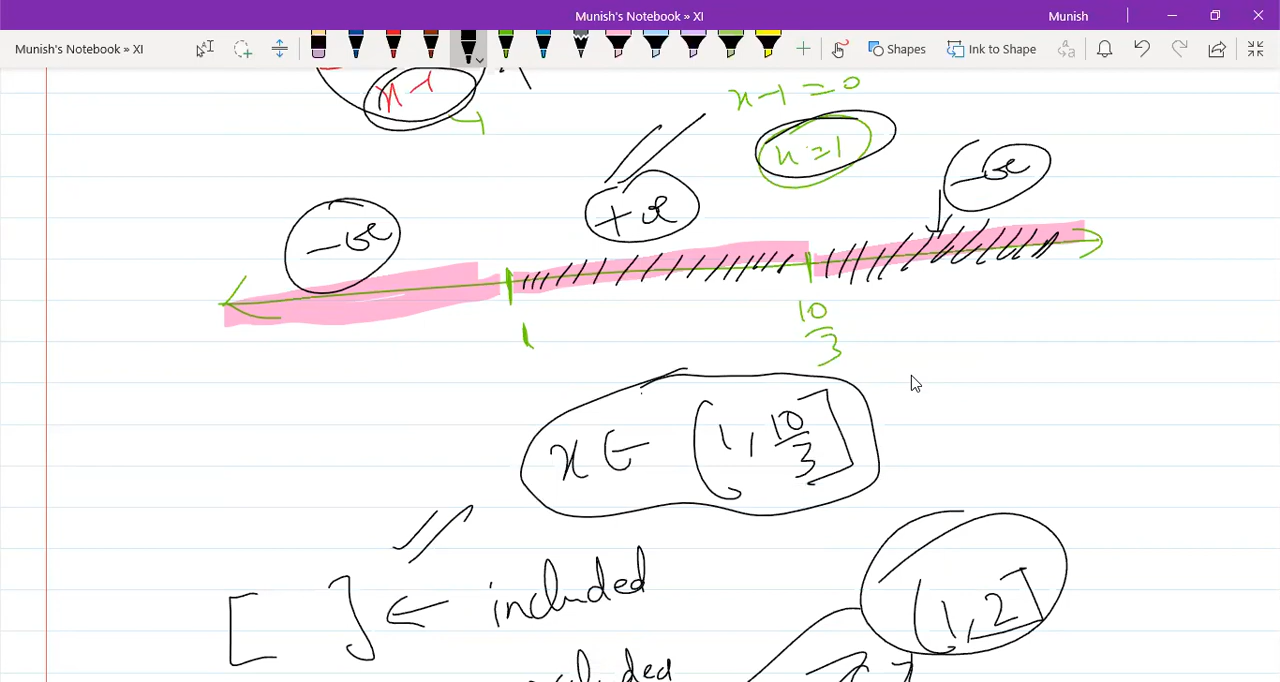 Munish's Notebook » XI
Munish
Munish's Notebook » XI
Shapes
Ink to Shape
x-1
x-1=0
x=1
-ve
+ve
-ve
1
10/3
x ∈ (1, 10/3]
[ ] ← included
(1,2]